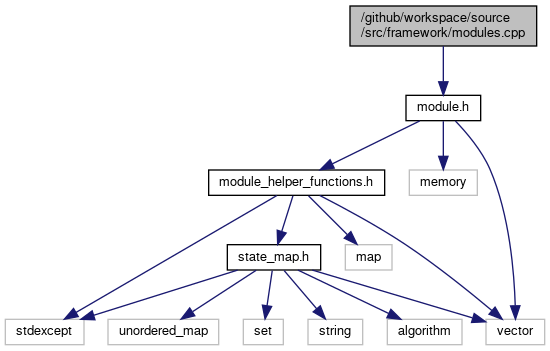 /github/workspace/source
/src/framework/modules.cpp
module.h
module_helper_functions.h
memory
state_map.h
map
stdexcept
unordered_map
set
string
algorithm
vector